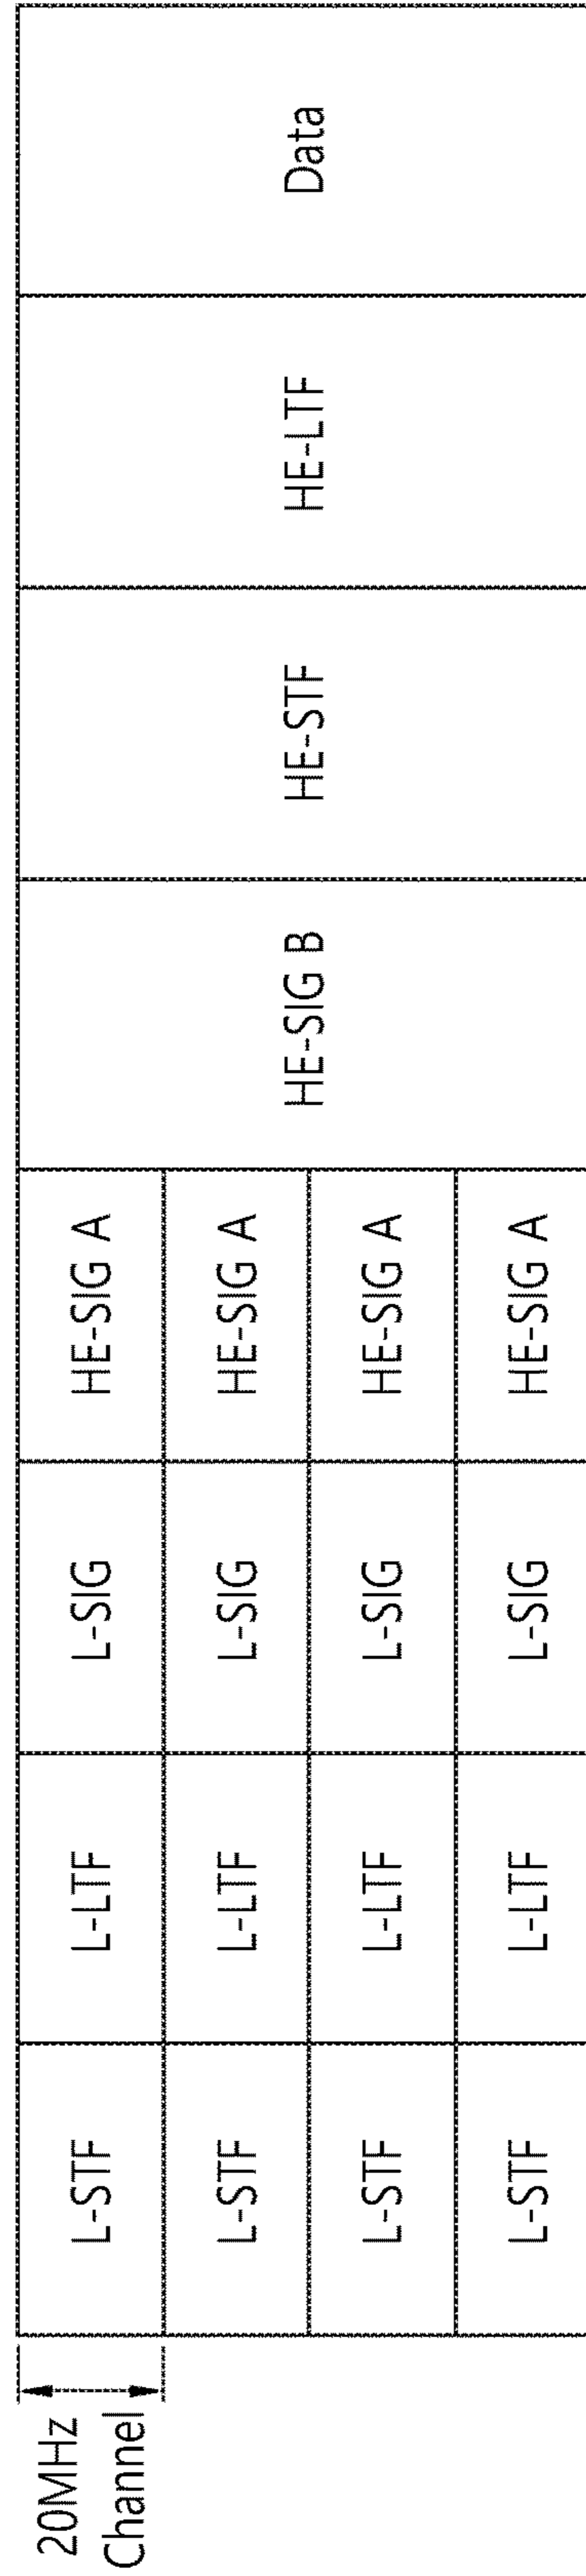 20MHz
Channel
L-STF
L-LTF
L-SIG
HE-SIG A
L-STF
L-LTF
L-SIG
HE-SIG A
L-STF
L-LTF
L-SIG
HE-SIG A
L-STF
L-LTF
L-SIG
HE-SIG A
HE-SIG B
HE-STF
HE-LTF
Data